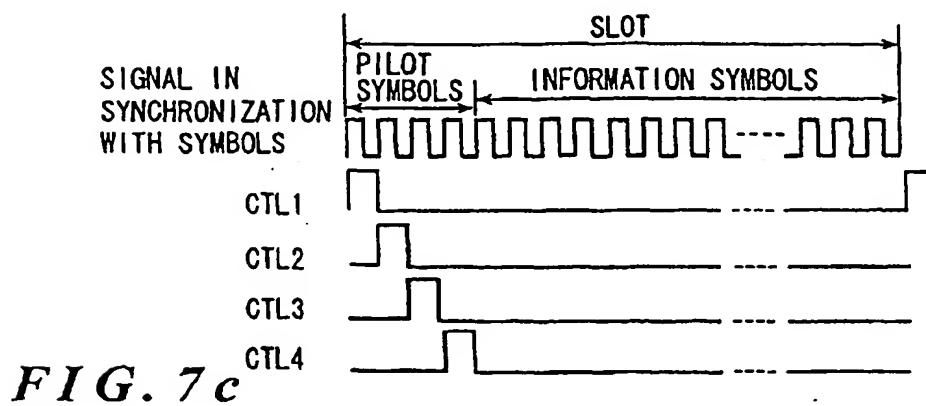 SLOT
PILOT
SYMBOLS
INFORMATION SYMBOLS
SIGNAL IN
SYNCHRONIZATION
WITH SYMBOLS
CTL1
CTL2
CTL3
CTL4
FIG. 7c